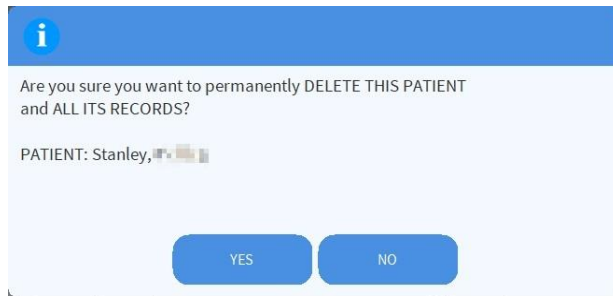 Are you sure you want to permanently DELETE THIS PATIENT
and ALL ITS RECORDS?
PATIENT: Stanley,
YES NO